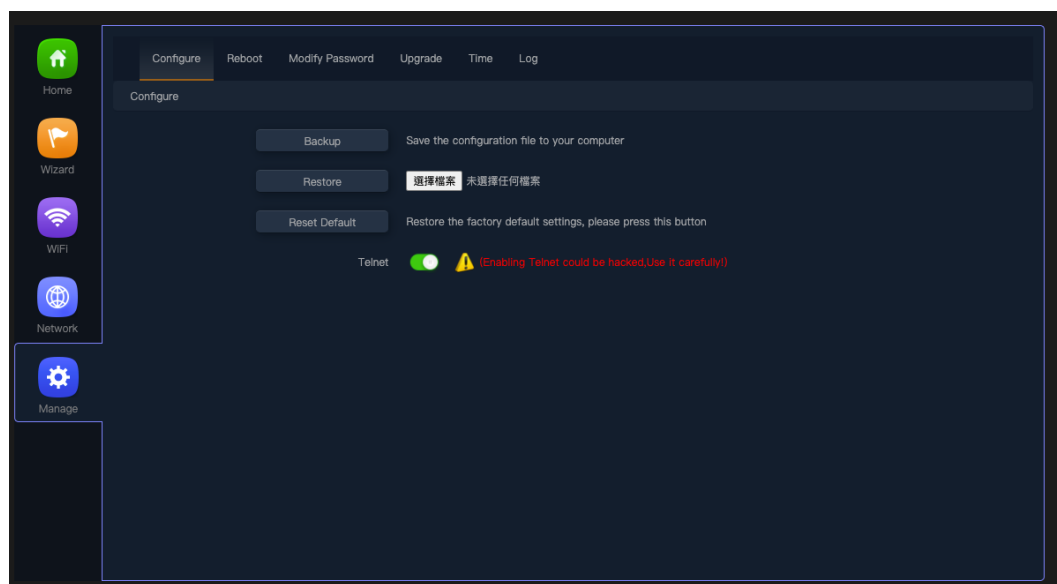 Home
Wizard
WiFi
Network
Manage
Configure Reboot Modify Password Upgrade Time Log
Configure
Backup Save the configuration file to your computer
Restore 選擇檔案 未選擇任何檔案
Reset Default Restore the factory default settings, please press this button
Telnet (Enabling Telnet could be hacked,Use it carefully!)